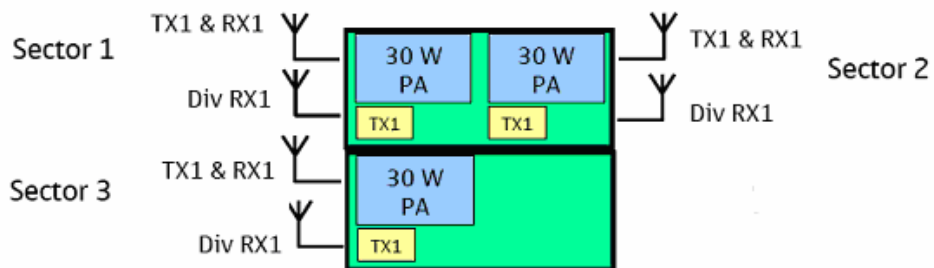 TX1 & RX1
Sector 1
Div RX1
30 W
PA
TX1
30 W
PA
TX1
TX1 & RX1
Sector 2
Div RX1
TX1 & RX1
Sector 3
Div RX1
30 W
PA
TX1